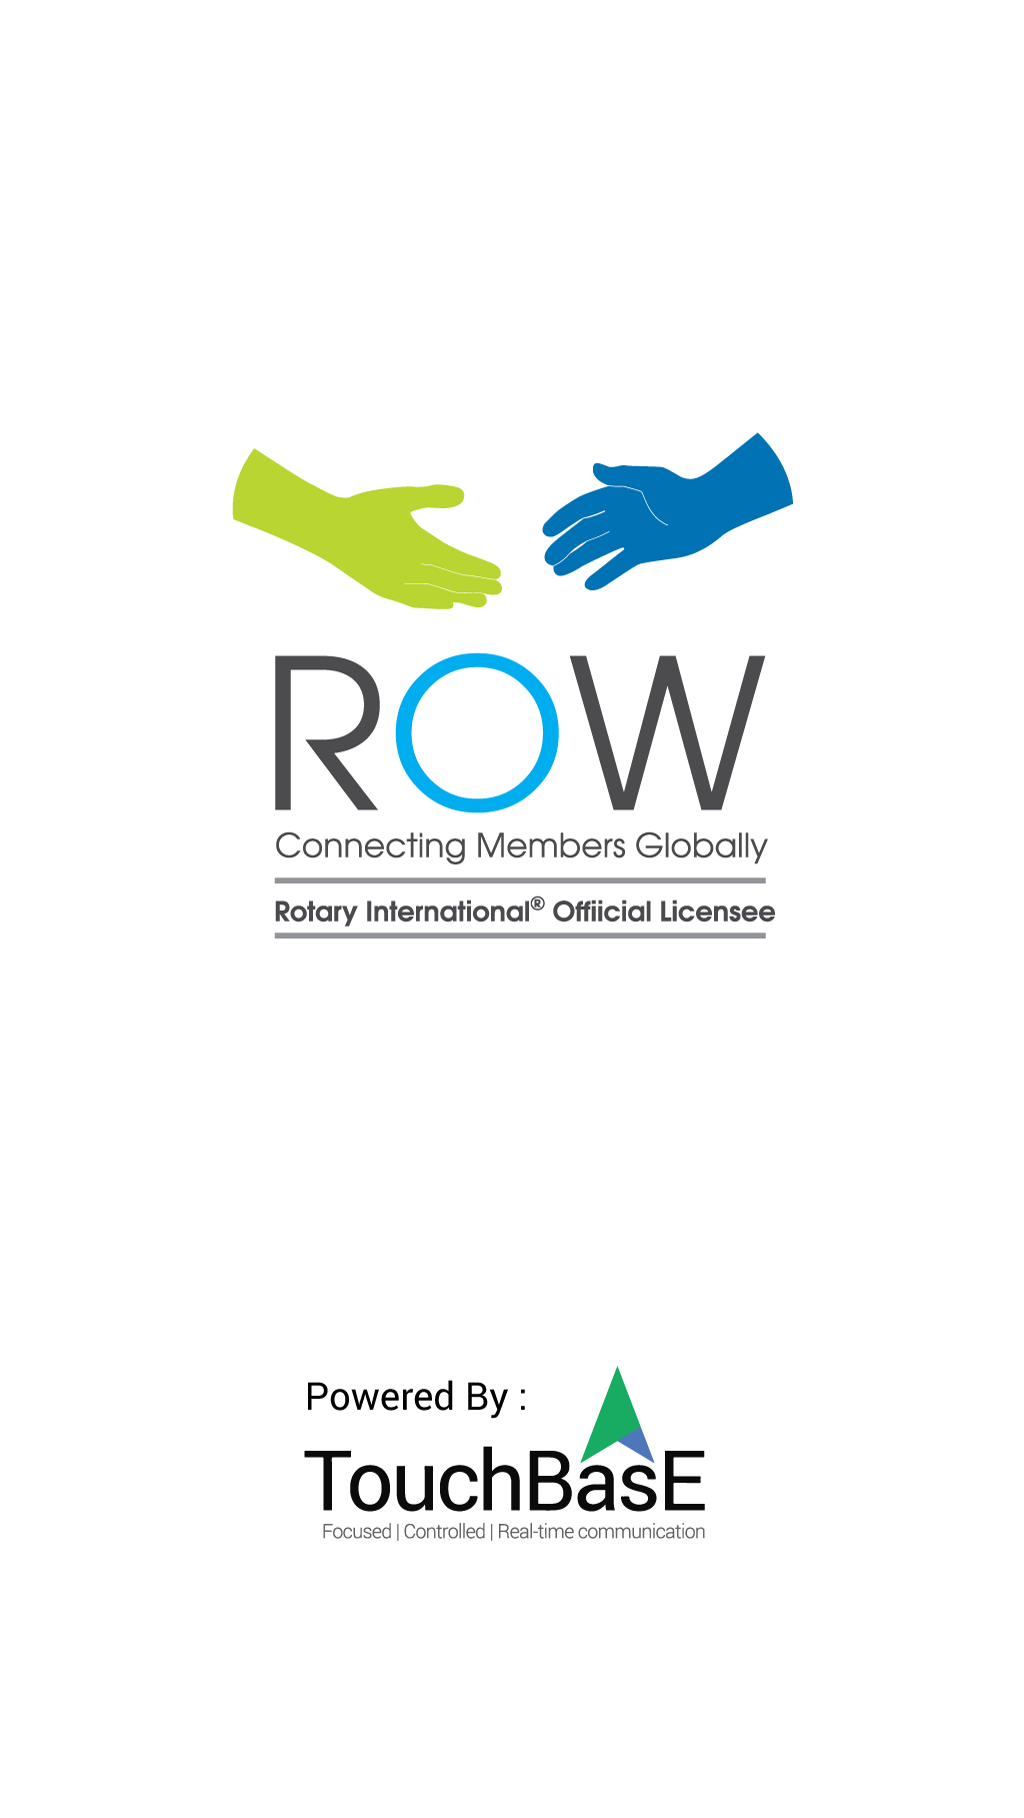 ROW
Connecting Members Globally
Rotary International® Offiicial Licensee
Powered By :
TouchBasE
Focused | Controlled | Real-time communication